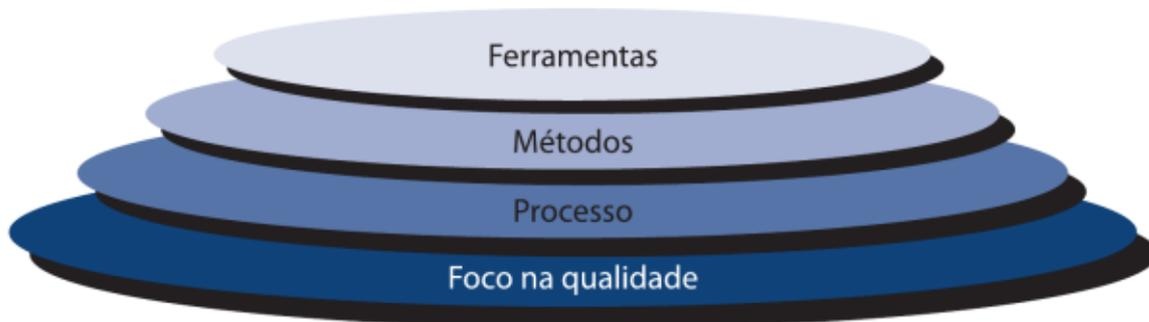 Ferramentas
Métodos
Processo
Foco na qualidade